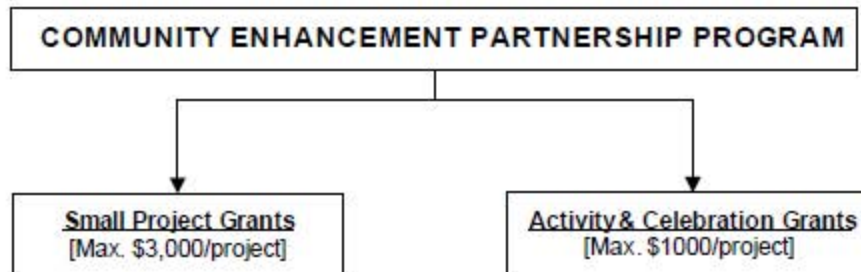 COMMUNITY ENHANCEMENT PARTNERSHIP PROGRAM
Small Project Grants
[Max. $3,000/project]
Activity & Celebration Grants
[Max. $1000/project]